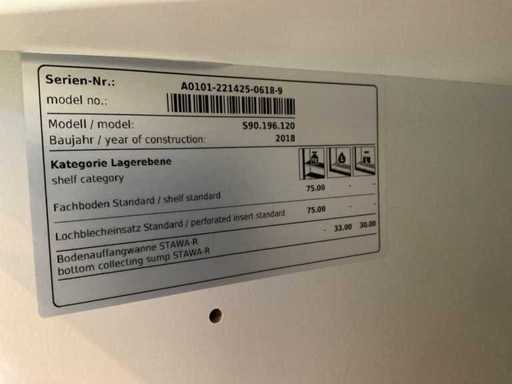 Serien-Nr.: A0101-221425-0618-9
model no.:
Modell / model: S90.196.120
Baujahr / year of construction: 2018
Kategorie Lagerebene
shelf category
Fachboden Standard / shelf standard 75.00 - -
Lochblecheinsatz Standard / perforated insert standard 75.00 - -
Bodenauffangwanne STAWA-R - 33.00 30.00
bottom collecting sump STAWA-R